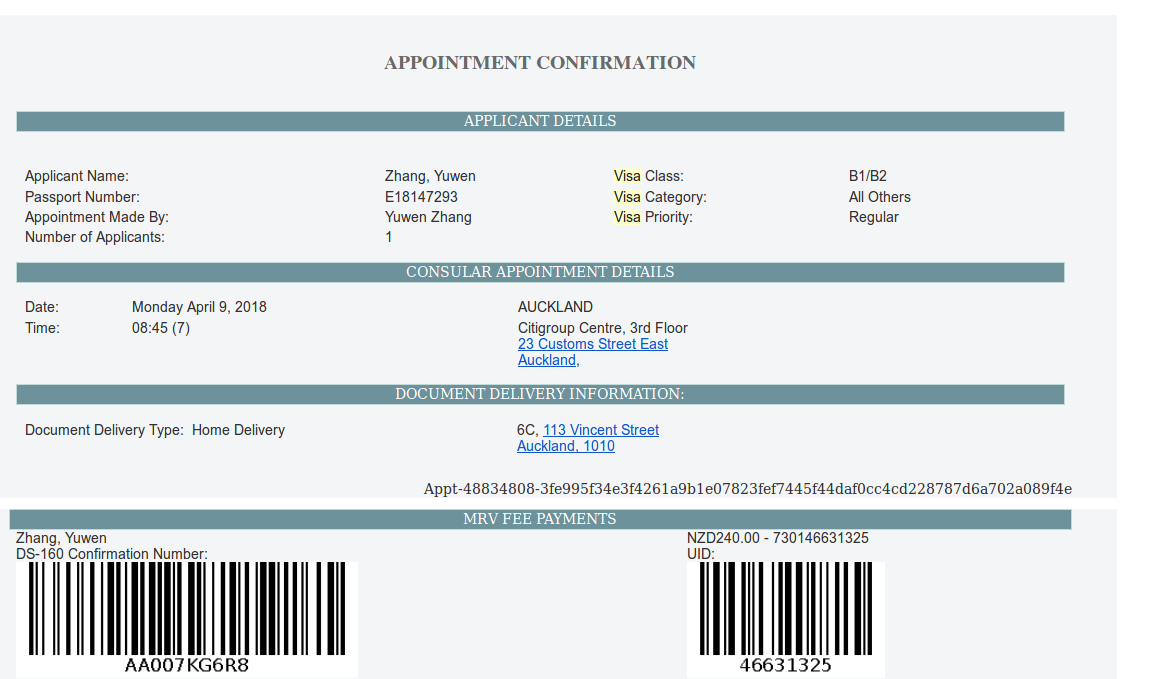 APPOINTMENT CONFIRMATION
APPLICANT DETAILS
Applicant Name: Zhang, Yuwen Visa Class: B1/B2
Passport Number: E18147293 Visa Category: All Others
Appointment Made By: Yuwen Zhang Visa Priority: Regular
Number of Applicants: 1
CONSULAR APPOINTMENT DETAILS
Date: Monday April 9, 2018 AUCKLAND
Time: 08:45 (7) Citigroup Centre, 3rd Floor
23 Customs Street East
Auckland,
DOCUMENT DELIVERY INFORMATION:
Document Delivery Type: Home Delivery 6C, 113 Vincent Street
Auckland, 1010
Appt-48834808-3fe995f34e3f4261a9b1e07823fef7445f44daf0cc4cd228787d6a702a089f4e
MRV FEE PAYMENTS
Zhang, Yuwen NZD240.00 - 730146631325
DS-160 Confirmation Number: UID:
AA007KG6R8 46631325